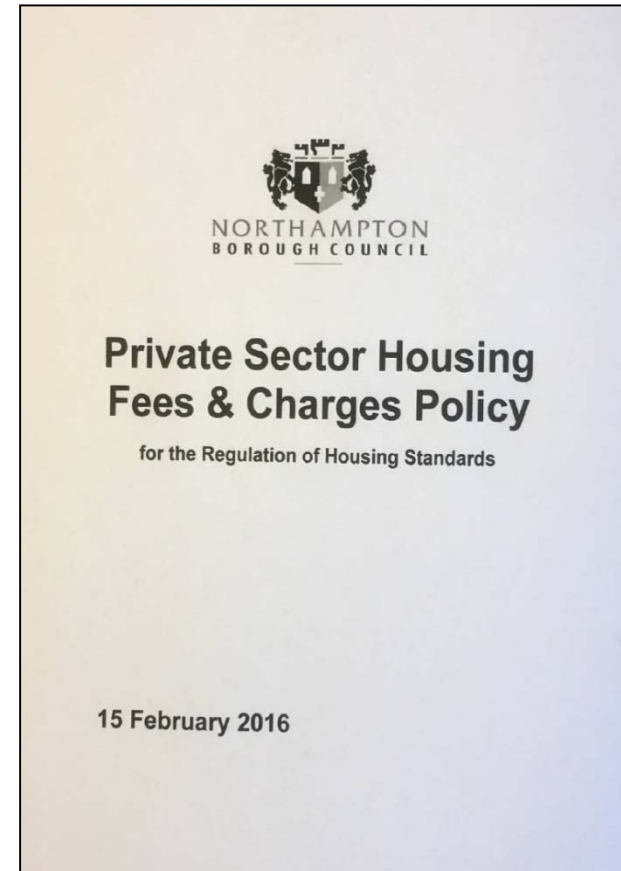 NORTHAMPTON
BOROUGH COUNCIL
Private Sector Housing
Fees & Charges Policy
for the Regulation of Housing Standards
15 February 2016